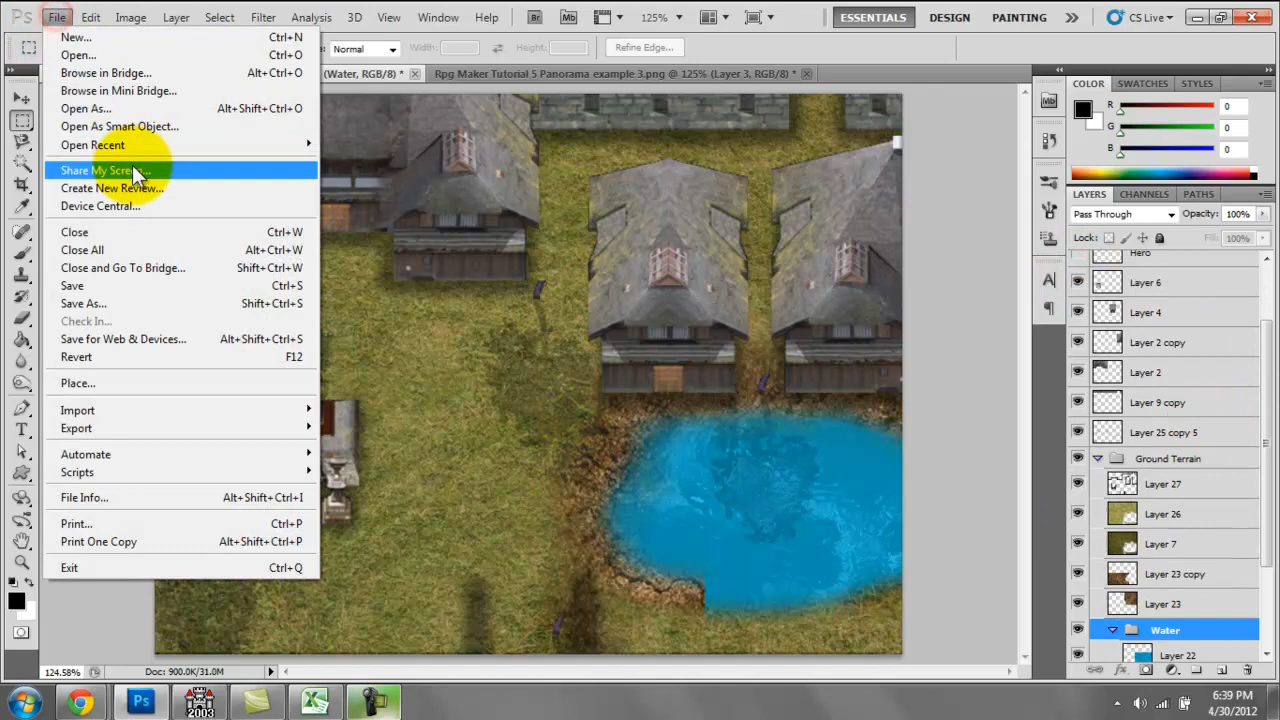 Ps File Edit Image Layer Select Filter Analysis 3D View Window Help Br Mb 125% ESSENTIALS DESIGN PAINTING CS Live
Normal Width: Height: Refine Edge...
(Water, RGB/8) * Rpg Maker Tutorial 5 Panorama example 3.png @ 125% (Layer 3, RGB/8) *
New... Ctrl+N
Open... Ctrl+O
Browse in Bridge... Alt+Ctrl+O
Browse in Mini Bridge...
Open As... Alt+Shift+Ctrl+O
Open As Smart Object...
Open Recent
Share My Screen...
Create New Review...
Device Central...
Close Ctrl+W
Close All Alt+Ctrl+W
Close and Go To Bridge... Shift+Ctrl+W
Save Ctrl+S
Save As... Shift+Ctrl+S
Check In...
Save for Web & Devices... Alt+Shift+Ctrl+S
Revert F12
Place...
Import
Export
Automate
Scripts
File Info... Alt+Shift+Ctrl+I
Print... Ctrl+P
Print One Copy Alt+Shift+Ctrl+P
Exit Ctrl+Q
COLOR SWATCHES STYLES
R 0
G 0
B 0
LAYERS CHANNELS PATHS
Pass Through Opacity: 100%
Lock: Fill: 100%
Hero
Layer 6
Layer 4
Layer 2 copy
Layer 2
Layer 9 copy
Layer 25 copy 5
Ground Terrain
Layer 27
Layer 26
Layer 7
Layer 23 copy
Layer 23
Water
Layer 22
124.58% Doc: 900.0K/31.0M
Ps 2003
6:39 PM
4/30/2012